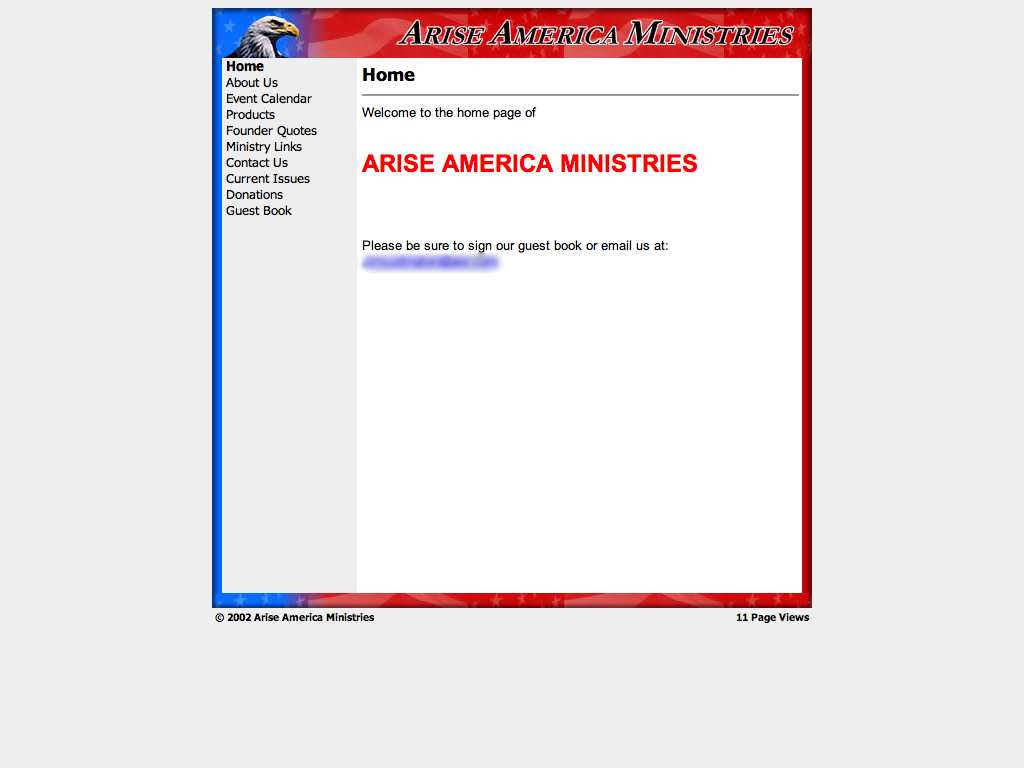 ARISE AMERICA MINISTRIES
Home
About Us
Event Calendar
Products
Founder Quotes
Ministry Links
Contact Us
Current Issues
Donations
Guest Book
Home
Welcome to the home page of
ARISE AMERICA MINISTRIES
Please be sure to sign our guest book or email us at:
© 2002 Arise America Ministries
11 Page Views